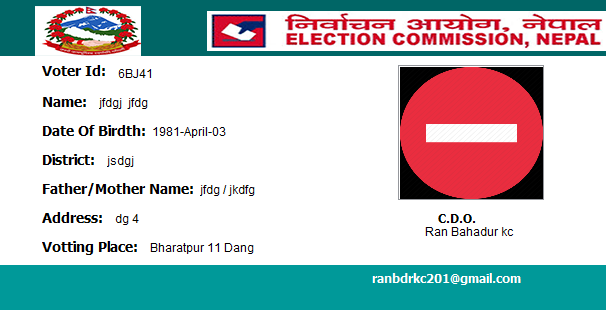 निर्वाचन आयोग, नेपाल
ELECTION COMMISSION, NEPAL
Voter Id: 6BJ41
Name: jfdgj jfdg
Date Of Birdth: 1981-April-03
District: jsdgj
Father/Mother Name: jfdg / jkdfg
Address: dg 4
Votting Place: Bharatpur 11 Dang
C.D.O.
Ran Bahadur kc
ranbdrkc201@gmail.com